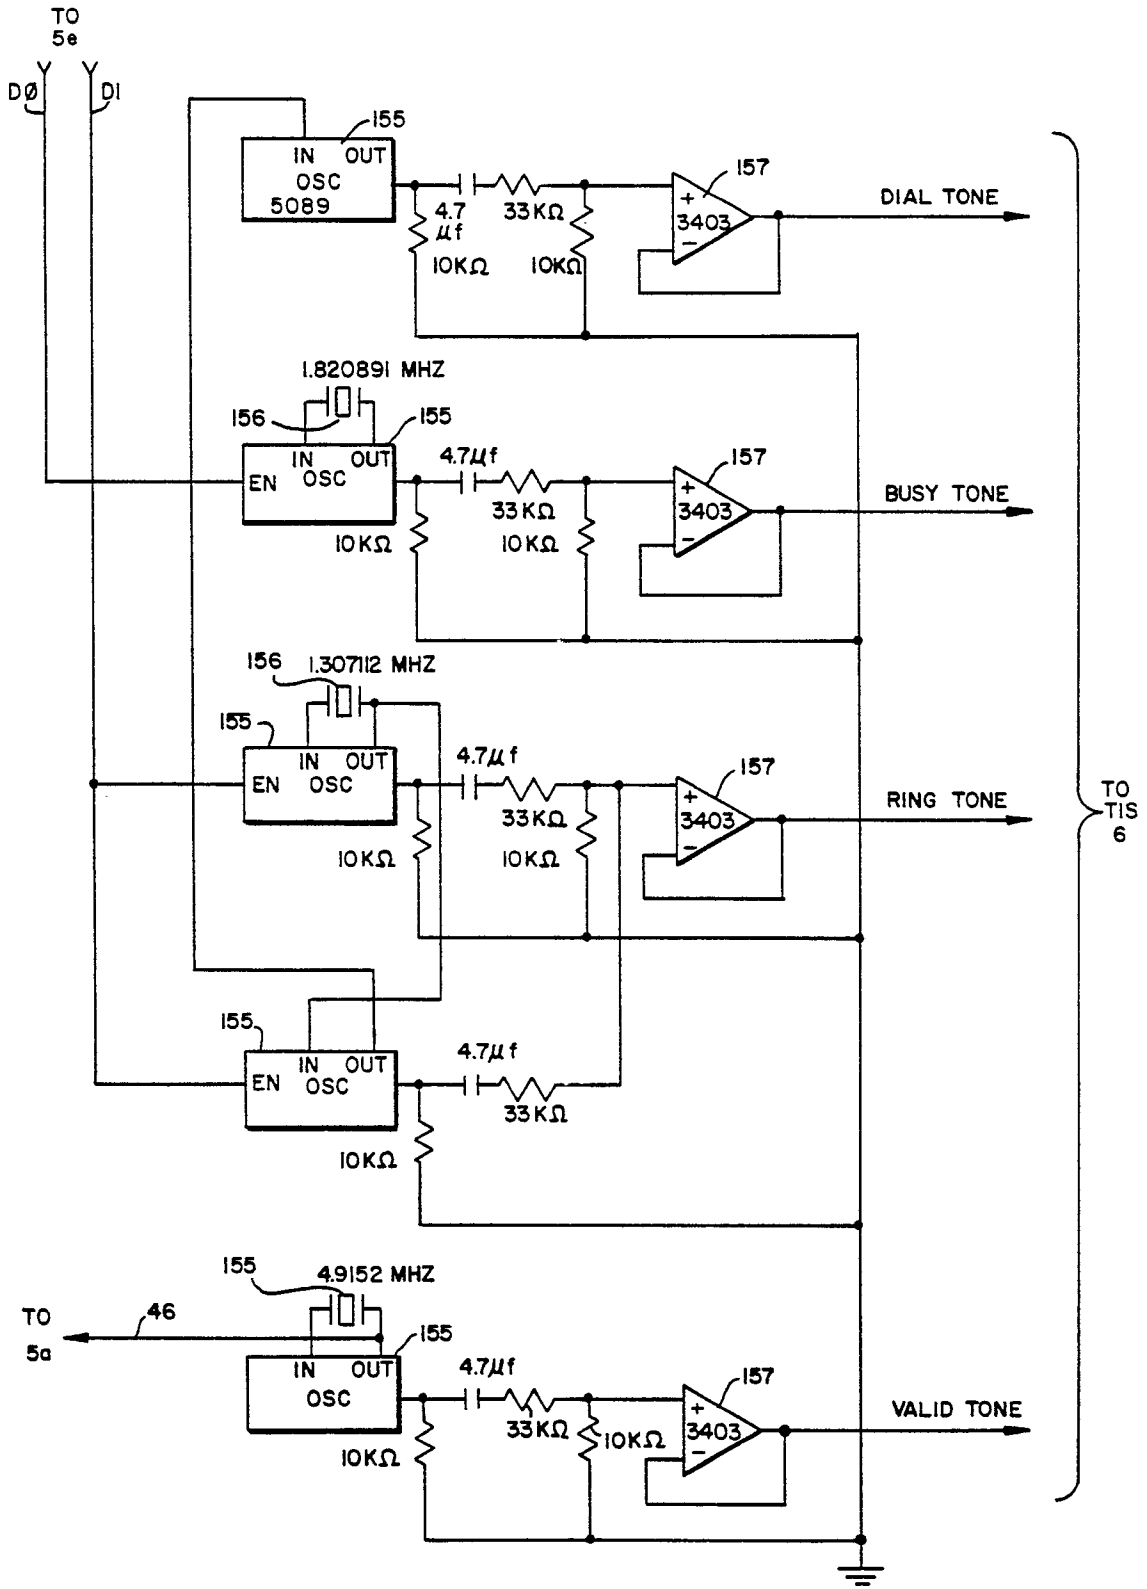 TO
5e
DØ
D1
155
IN OUT
OSC
5089
4.7
μf
33KΩ
10KΩ
10KΩ
157
+
3403
−
DIAL TONE
1.820891 MHZ
156
155
IN OUT
EN OSC
4.7μf
33KΩ
10KΩ
10KΩ
157
+
3403
−
BUSY TONE
156
1.307112 MHZ
155
IN OUT
EN OSC
4.7μf
33KΩ
10KΩ
10KΩ
157
+
3403
−
RING TONE
TO
TIS
6
155
IN OUT
EN OSC
4.7μf
33KΩ
10KΩ
155
4.9152 MHZ
TO
5a
46
155
IN OUT
OSC
4.7μf
33KΩ
10KΩ
10KΩ
157
+
3403
−
VALID TONE